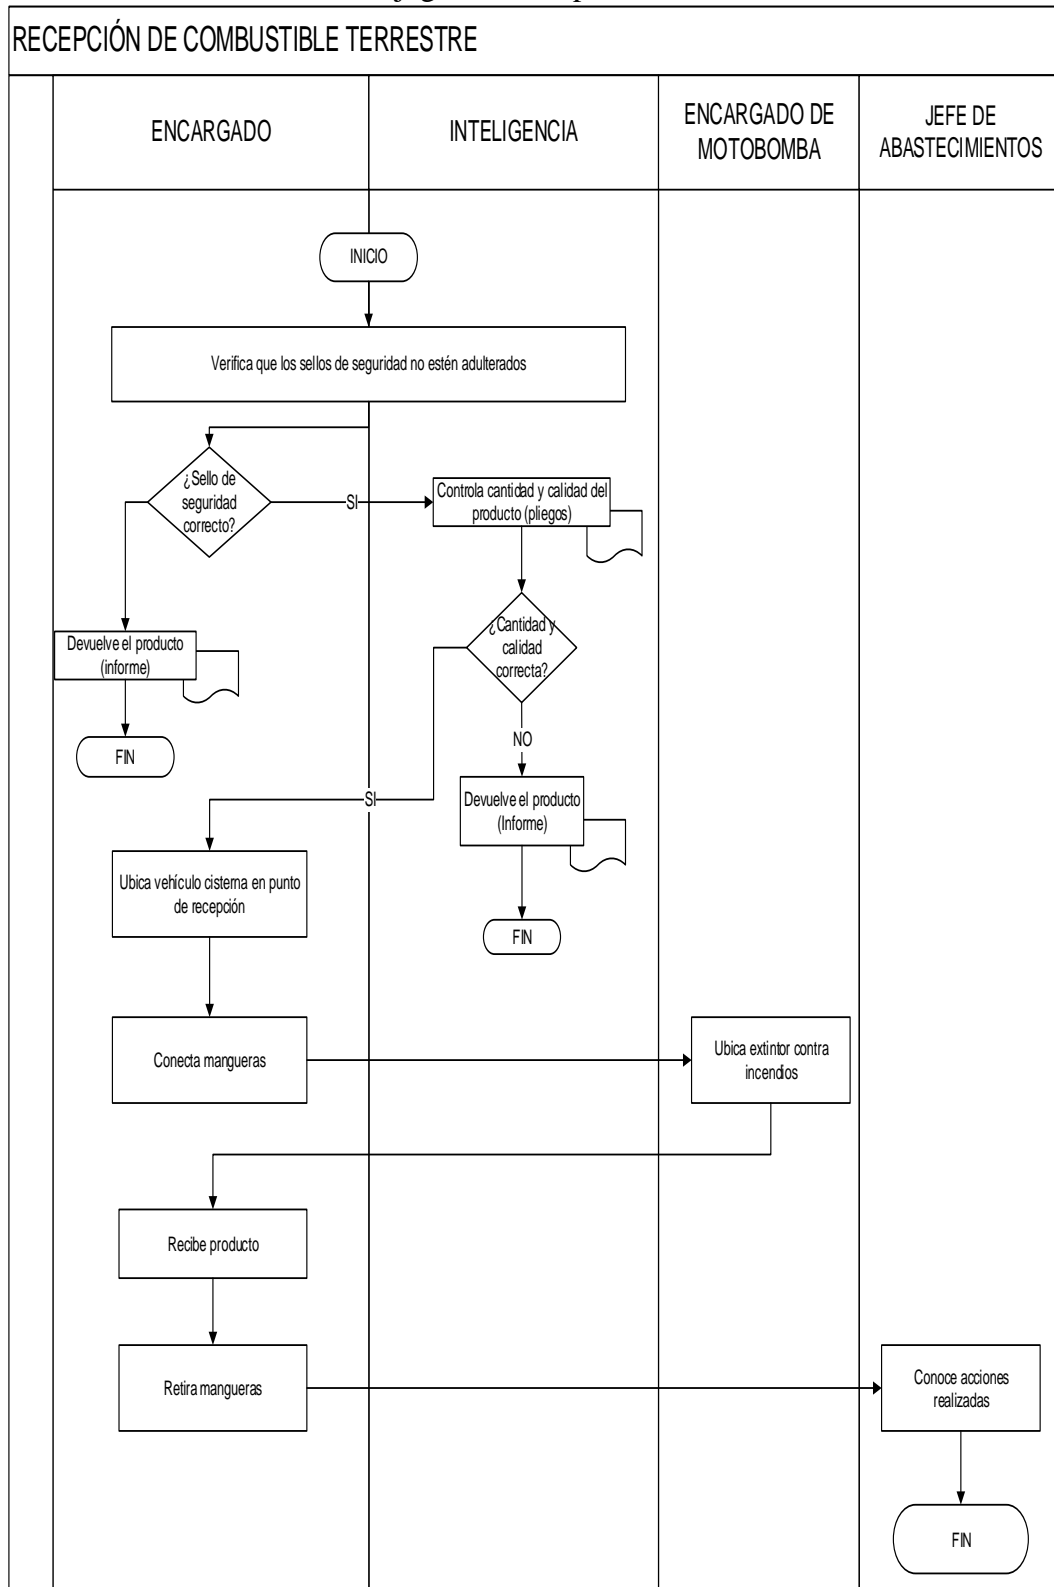 RECEPCIÓN DE COMBUSTIBLE TERRESTRE
ENCARGADO
INTELIGENCIA
ENCARGADO DE
MOTOBOMBA
JEFE DE
ABASTECIMIENTOS
INICIO
Verifica que los sellos de seguridad no estén adulterados
¿Sello de
seguridad
correcto?
SI
Controla cantidad y calidad del
producto (pliegos)
¿Cantidad y
calidad
correcta?
Devuelve el producto
(informe)
FIN
NO
SI
Devuelve el producto
(Informe)
Ubica vehículo cisterna en punto
de recepción
FIN
Conecta mangueras
Ubica extintor contra
incendios
Recibe producto
Retira mangueras
Conoce acciones
realizadas
FIN